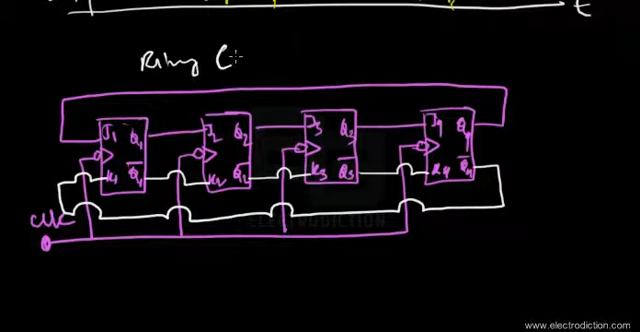 t
Ring C
J1 Q1 J2 Q2 J3 Q3 J4 Q4
K1 Q̅1 K2 Q̅2 K3 Q̅3 K4 Q̅4
Clk
ELECTRODICTION
www.electrodiction.com